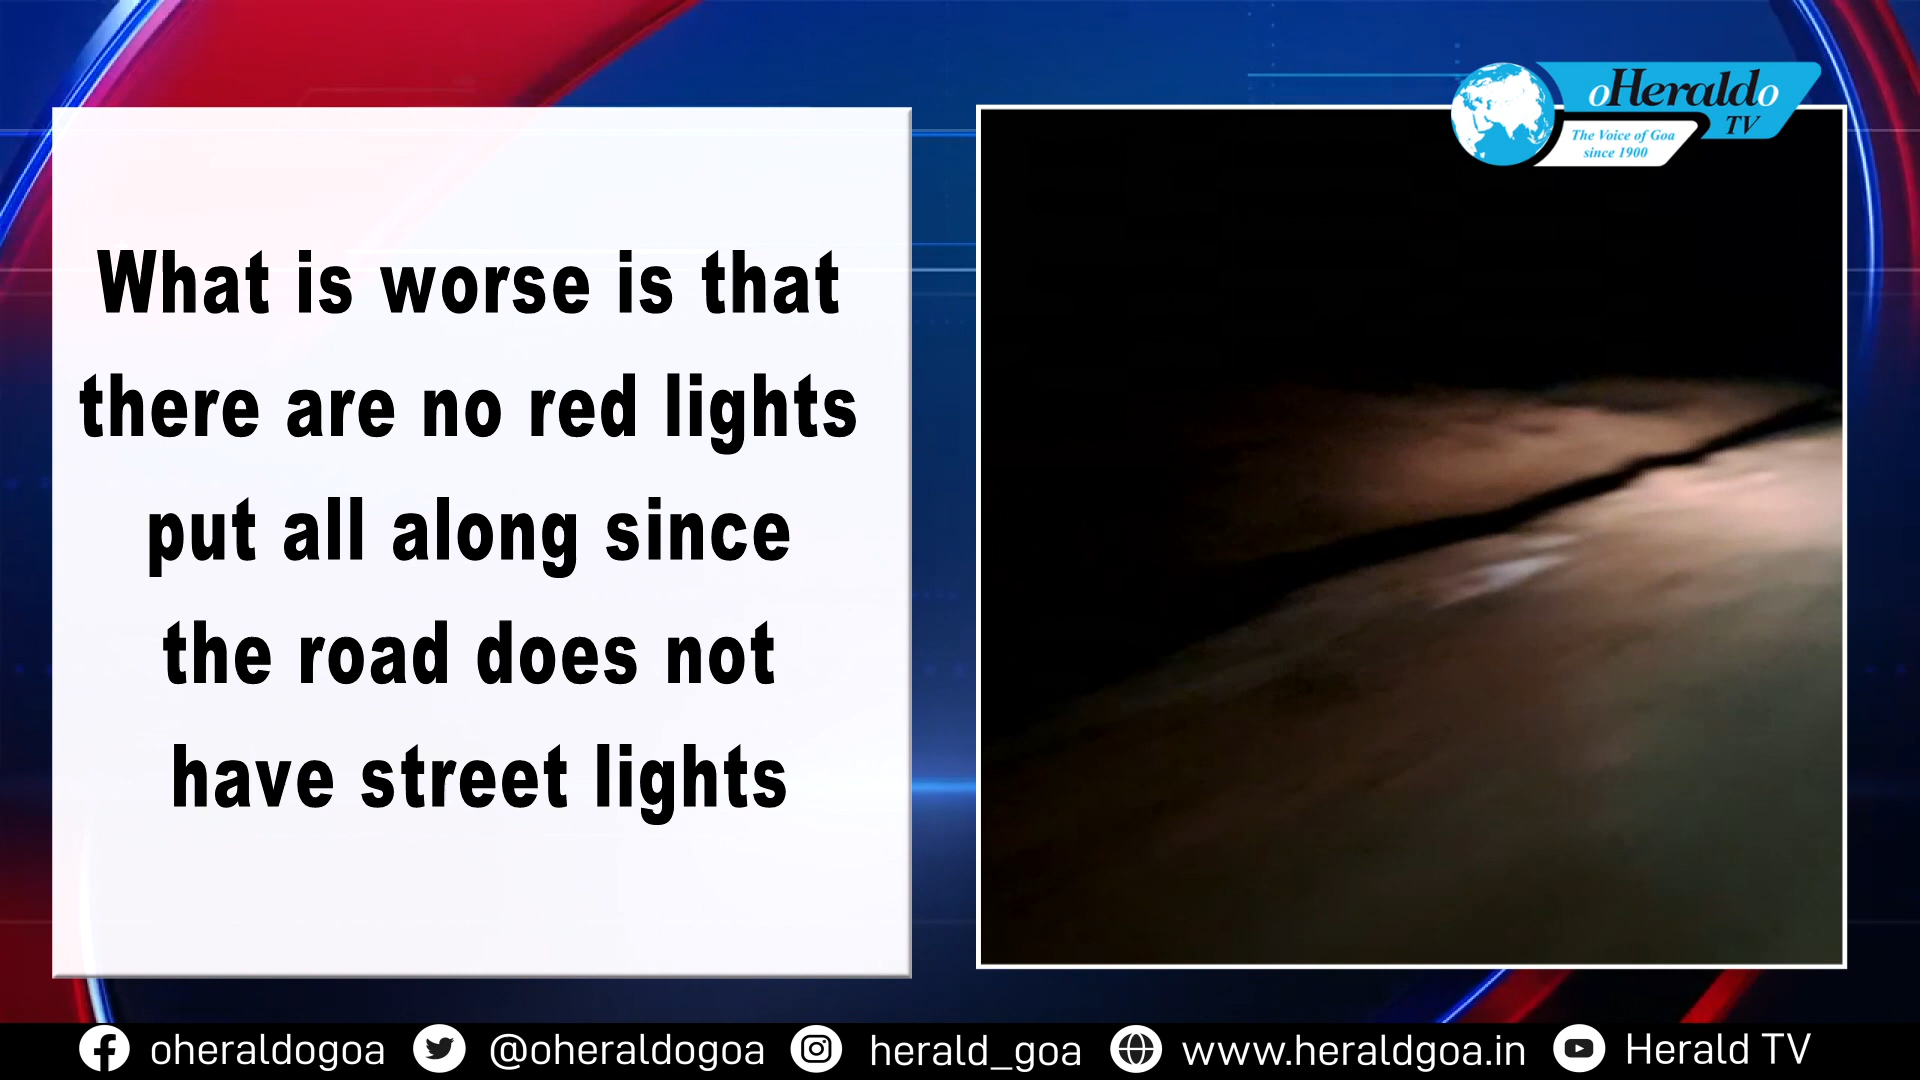 oHeraldo
TV
The Voice of Goa
since 1900
What is worse is that
there are no red lights
put all along since
the road does not
have street lights
oheraldogoa @oheraldogoa herald_goa www.heraldgoa.in Herald TV